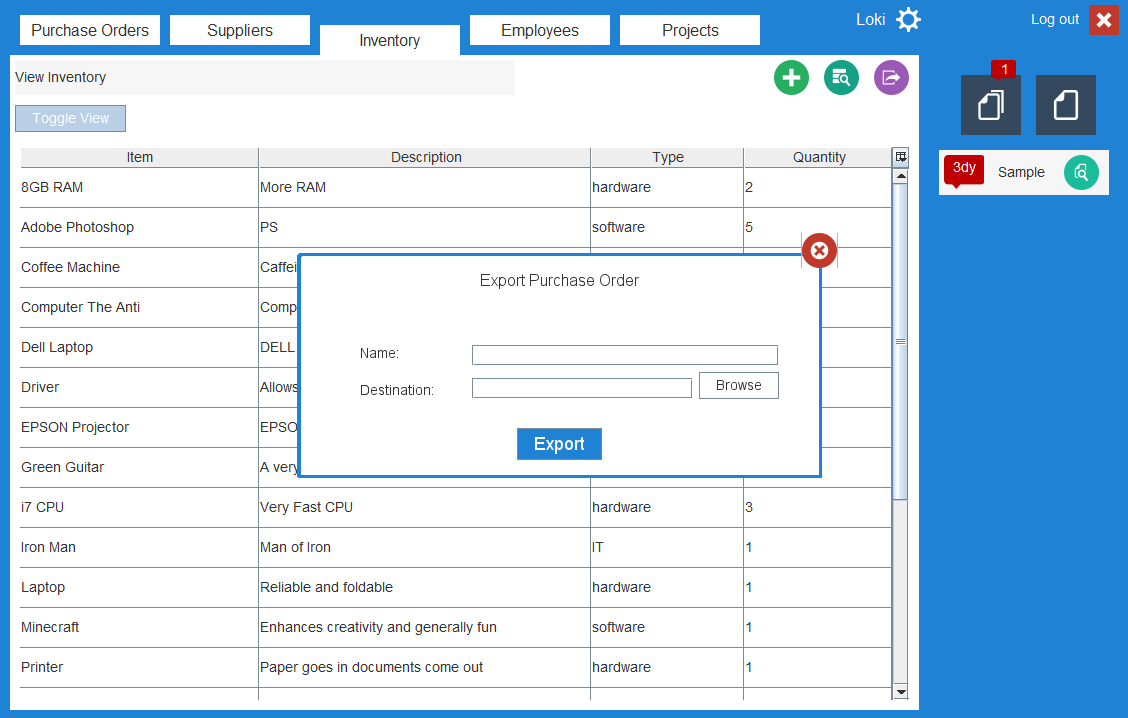 Purchase Orders Suppliers Inventory Employees Projects Loki Log out
View Inventory
1
Toggle View
3dy Sample
Item Description Type Quantity
8GB RAM More RAM hardware 2
Adobe Photoshop PS software 5
Coffee Machine Caffei
Computer The Anti Comp
Dell Laptop DELL
Driver Allows
EPSON Projector EPSO
Green Guitar A very
Export Purchase Order
Name:
Destination: Browse
Export
i7 CPU Very Fast CPU hardware 3
Iron Man Man of Iron IT 1
Laptop Reliable and foldable hardware 1
Minecraft Enhances creativity and generally fun software 1
Printer Paper goes in documents come out hardware 1